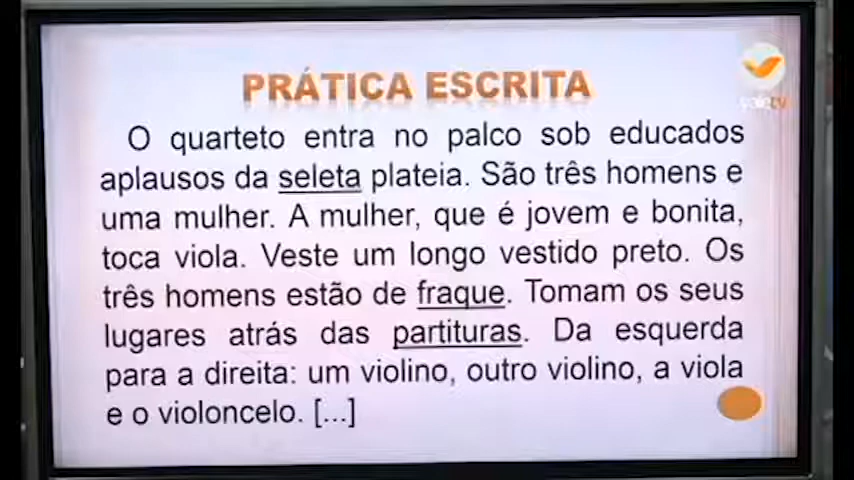 PRÁTICA ESCRITA
O quarteto entra no palco sob educados
aplausos da seleta plateia. São três homens e
uma mulher. A mulher, que é jovem e bonita,
toca viola. Veste um longo vestido preto. Os
três homens estão de fraque. Tomam os seus
lugares atrás das partituras. Da esquerda
para a direita: um violino, outro violino, a viola
e o violoncelo. [...]